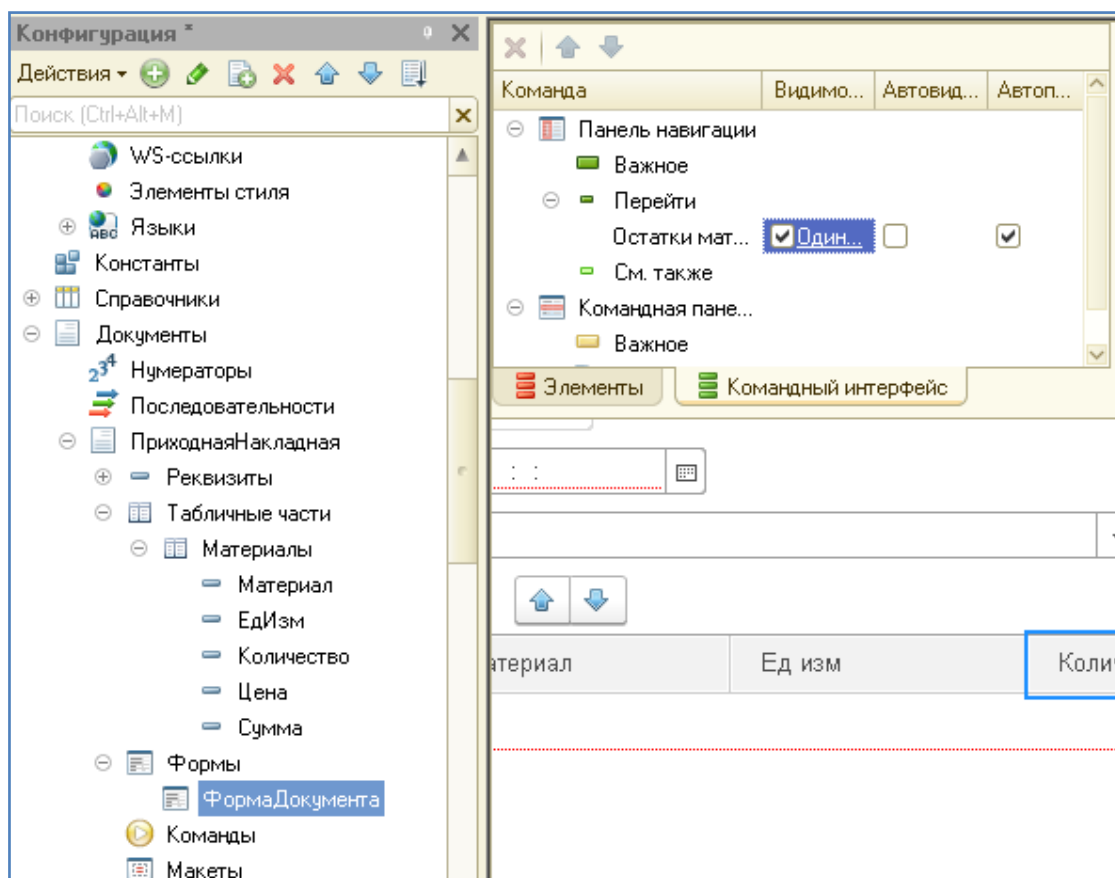 Конфигурация *
Действия
Поиск (Ctrl+Alt+M)
WS-ссылки
Элементы стиля
ABC
Языки
Константы
Справочники
Документы
Нумераторы
Последовательности
ПриходнаяНакладная
Реквизиты
Табличные части
Материалы
Материал
ЕдИзм
Количество
Цена
Сумма
Формы
ФормаДокумента
Команды
Макеты
Команда Видимо... Автовид... Автоп...
Панель навигации
Важное
Перейти
Остатки мат... Один...
См. также
Командная пане...
Важное
Элементы Командный интерфейс
: :
атериал Ед изм Коли